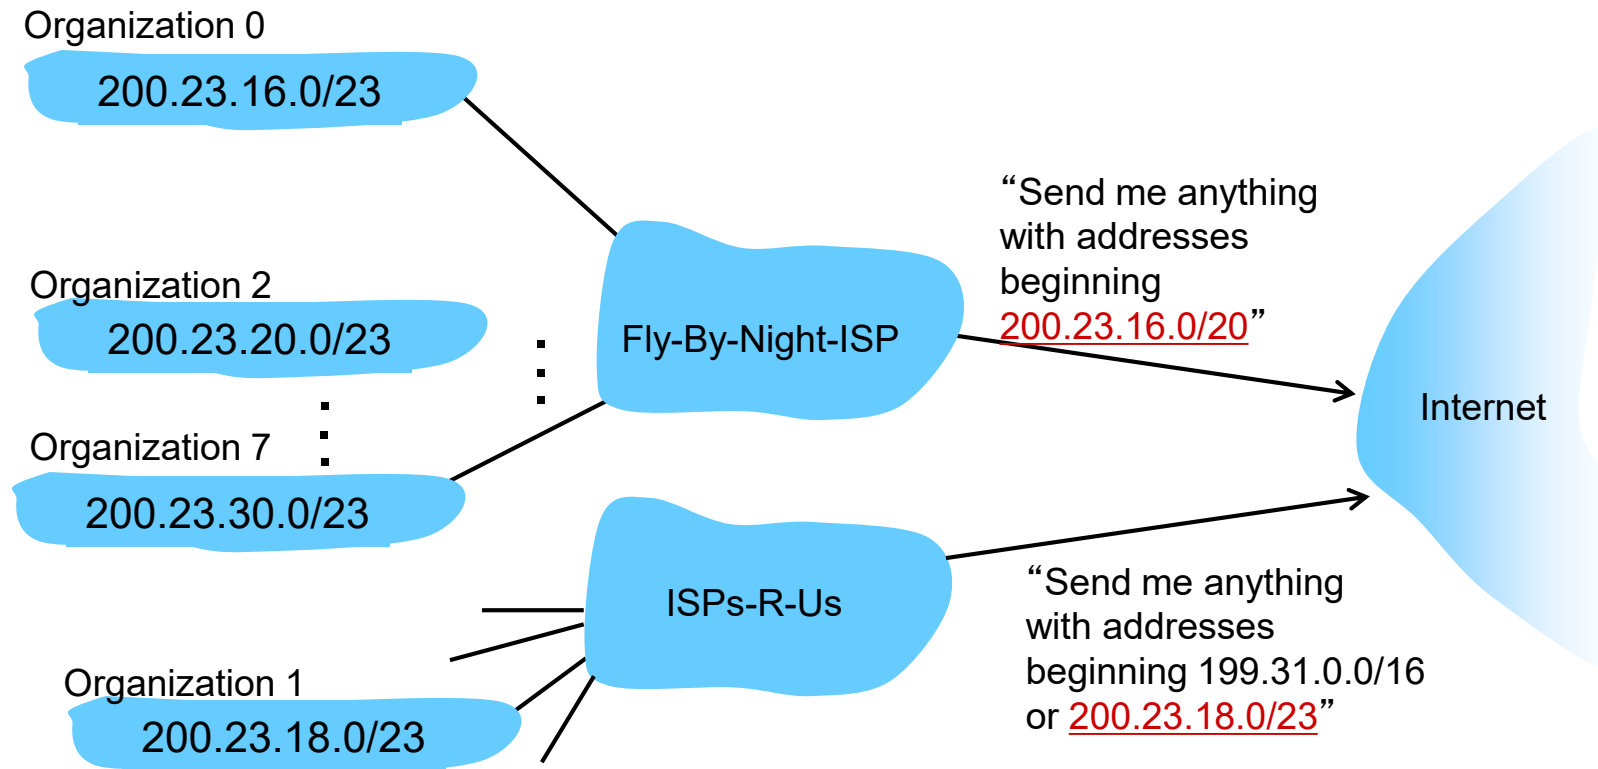 Organization 0
200.23.16.0/23
Organization 2
200.23.20.0/23
Organization 7
200.23.30.0/23
Fly-By-Night-ISP
“Send me anything
with addresses
beginning
200.23.16.0/20”
Internet
ISPs-R-Us
Organization 1
200.23.18.0/23
“Send me anything
with addresses
beginning 199.31.0.0/16
or 200.23.18.0/23”